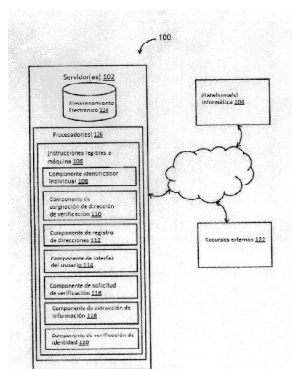 100
Servidor(es) 102
Almacenamiento
Electrónico 124
Procesador(es) 126
Instrucciones legibles a
máquina 106
Componente identificador
individual 108
Componente de
asignación de dirección
de verificación 110
Componente de registro
de direcciones 112
Componente de interfaz
del usuario 114
Componente de solicitud
de verificación 116
Componente de extracción de
información 118
Componente de verificación de
identidad 120
Plataforma(s)
Informática 104
Recursos externos 122